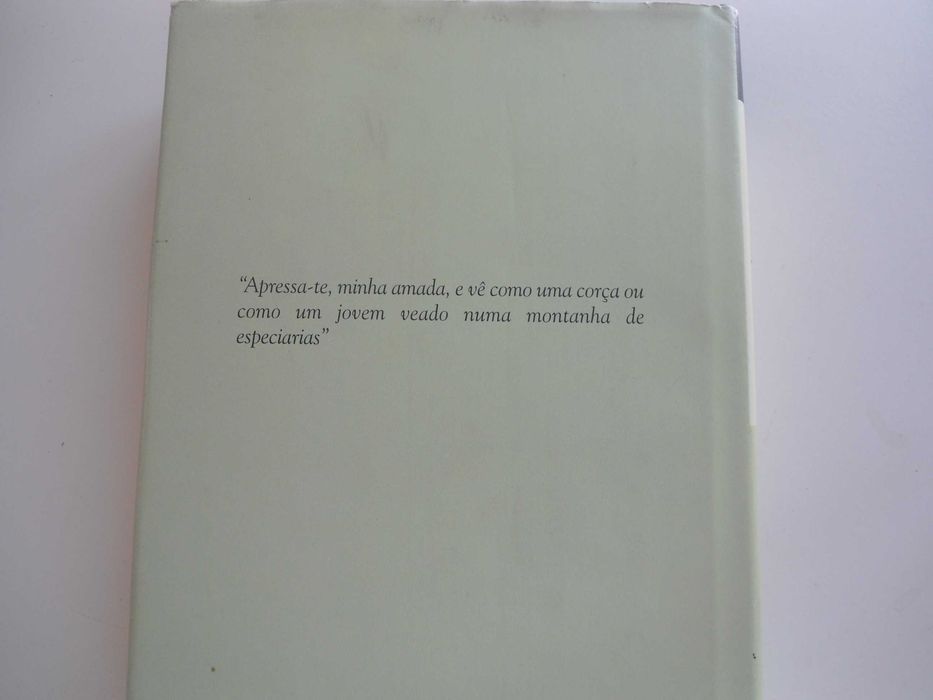 “Apressa-te, minha amada, e vê como uma corça ou
como um jovem veado numa montanha de
especiarias”